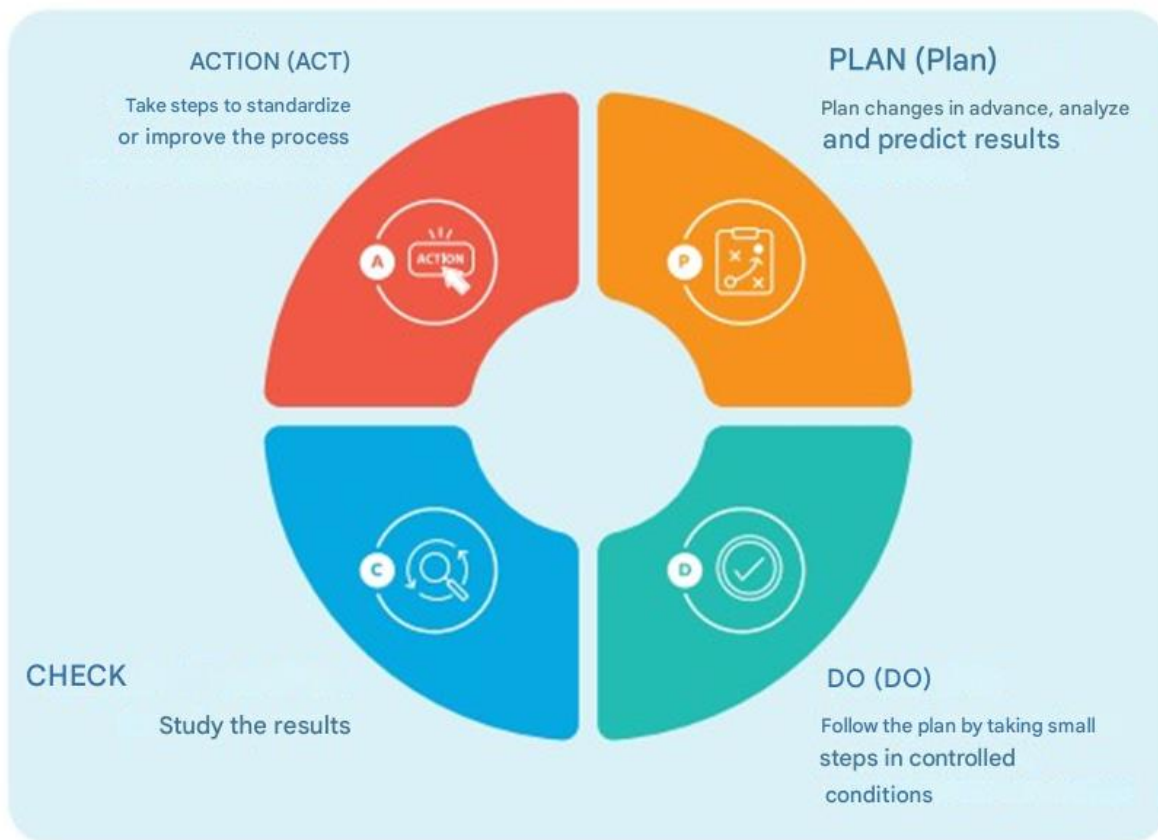 ACTION (ACT)
Take steps to standardize
or improve the process
PLAN (Plan)
Plan changes in advance, analyze
and predict results
A
ACTION
P
C
D
CHECK
Study the results
DO (DO)
Follow the plan by taking small
steps in controlled
conditions